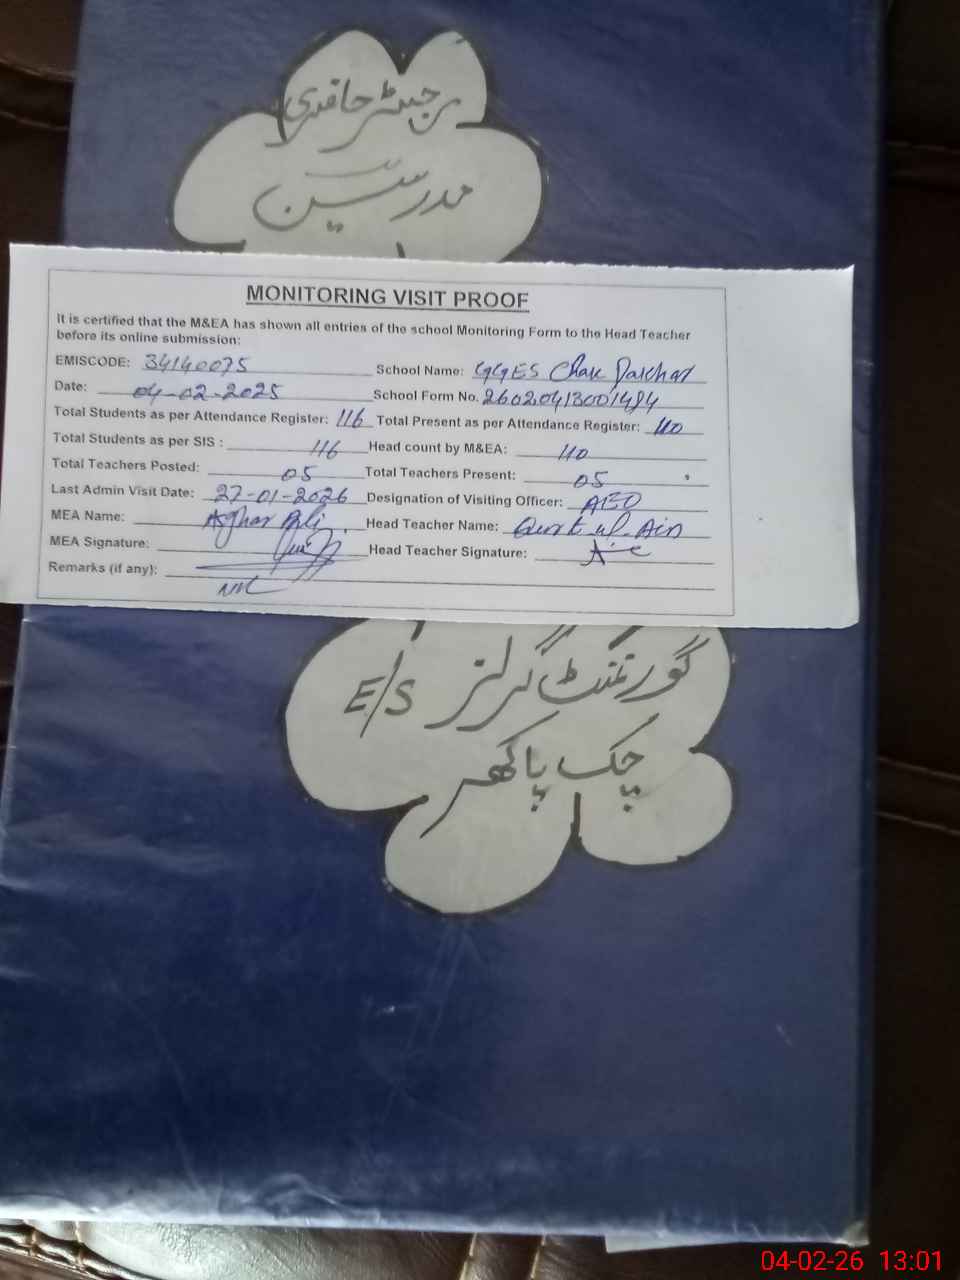 رجسٹر حاضری
مدرسین
MONITORING VISIT PROOF
It is certified that the M&EA has shown all entries of the school Monitoring Form to the Head Teacher
before its online submission:
EMISCODE: 34140075 School Name: GGES Chak Pakhar
Date: 04-02-2025 School Form No. 26020413001484
Total Students as per Attendance Register: 116 Total Present as per Attendance Register: 110
Total Students as per SIS : 116 Head count by M&EA: 110
Total Teachers Posted: 05 Total Teachers Present: 05
Last Admin Visit Date: 27-01-2026 Designation of Visiting Officer: AEO
MEA Name: Asghar Ali Head Teacher Name: Qurat-ul-Ain
MEA Signature: Head Teacher Signature:
Remarks (if any): Nil
گورنمنٹ گرلز E/S
چک پاکھر
04-02-26 13:01